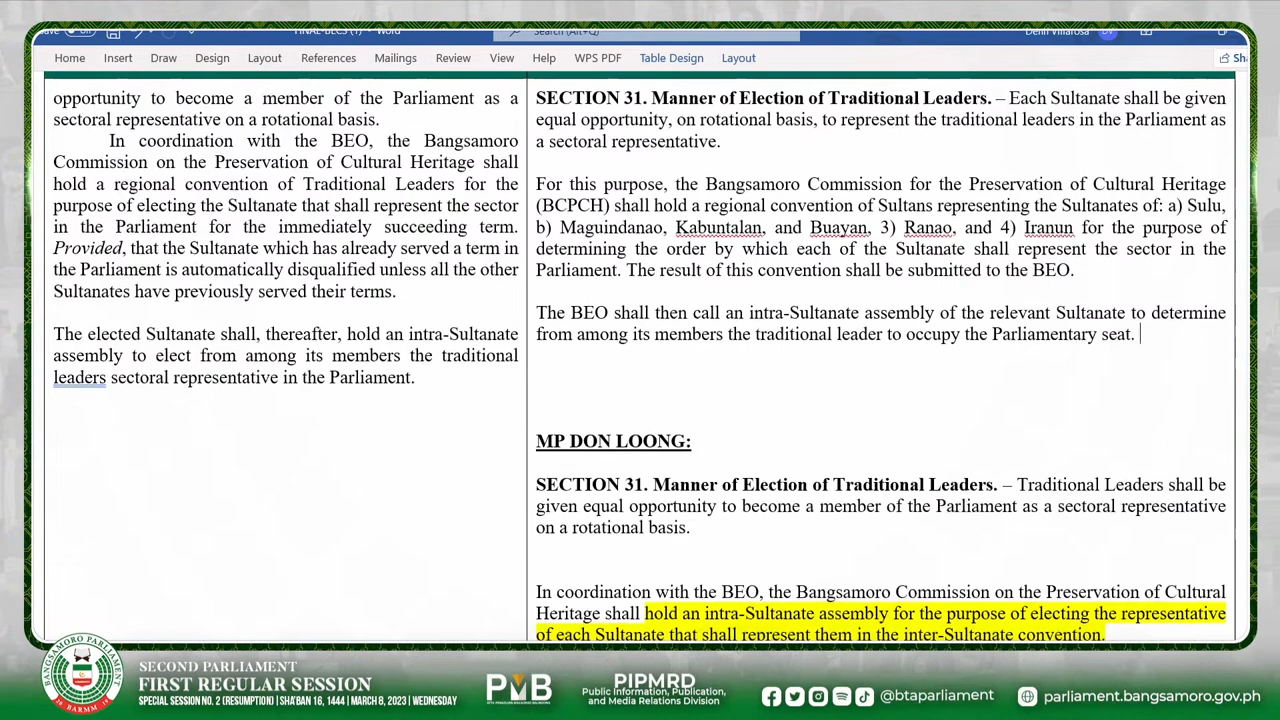 FINAL-BECS (1) - Word
Search (Alt+Q)
Home Insert Draw Design Layout References Mailings Review View Help WPS PDF Table Design Layout
opportunity to become a member of the Parliament as a
sectoral representative on a rotational basis.
In coordination with the BEO, the Bangsamoro
Commission on the Preservation of Cultural Heritage shall
hold a regional convention of Traditional Leaders for the
purpose of electing the Sultanate that shall represent the sector
in the Parliament for the immediately succeeding term.
Provided, that the Sultanate which has already served a term in
the Parliament is automatically disqualified unless all the other
Sultanates have previously served their terms.
The elected Sultanate shall, thereafter, hold an intra-Sultanate
assembly to elect from among its members the traditional
leaders sectoral representative in the Parliament.
SECTION 31. Manner of Election of Traditional Leaders. – Each Sultanate shall be given
equal opportunity, on rotational basis, to represent the traditional leaders in the Parliament as
a sectoral representative.
For this purpose, the Bangsamoro Commission for the Preservation of Cultural Heritage
(BCPCH) shall hold a regional convention of Sultans representing the Sultanates of: a) Sulu,
b) Maguindanao, Kabuntalan, and Buayan, 3) Ranao, and 4) Iranun for the purpose of
determining the order by which each of the Sultanate shall represent the sector in the
Parliament. The result of this convention shall be submitted to the BEO.
The BEO shall then call an intra-Sultanate assembly of the relevant Sultanate to determine
from among its members the traditional leader to occupy the Parliamentary seat.
MP DON LOONG:
SECTION 31. Manner of Election of Traditional Leaders. – Traditional Leaders shall be
given equal opportunity to become a member of the Parliament as a sectoral representative
on a rotational basis.
In coordination with the BEO, the Bangsamoro Commission on the Preservation of Cultural
Heritage shall hold an intra-Sultanate assembly for the purpose of electing the representative
of each Sultanate that shall represent them in the inter-Sultanate convention.
BANGSAMORO PARLIAMENT
BARMM
SECOND PARLIAMENT
FIRST REGULAR SESSION
SPECIAL SESSION NO. 2 (RESUMPTION) | SHA'BAN 16, 1444 | MARCH 8, 2023 | WEDNESDAY
PMB
PIPMRD
Public Information, Publication,
and Media Relations Division
@btaparliament
parliament.bangsamoro.gov.ph